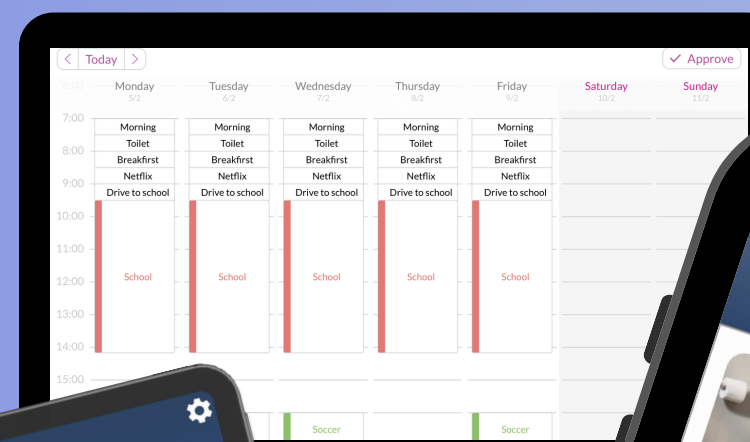 Today
Approve
6:00
Monday Tuesday Wednesday Thursday Friday Saturday Sunday
5/2 6/2 7/2 8/2 9/2 10/2 11/2
7:00
Morning Morning Morning Morning Morning
Toilet Toilet Toilet Toilet Toilet
8:00
Breakfirst Breakfirst Breakfirst Breakfirst Breakfirst
Netflix Netflix Netflix Netflix Netflix
9:00
Drive to school Drive to school Drive to school Drive to school Drive to school
10:00
11:00
12:00
School School School School School
13:00
14:00
15:00
Soccer Soccer